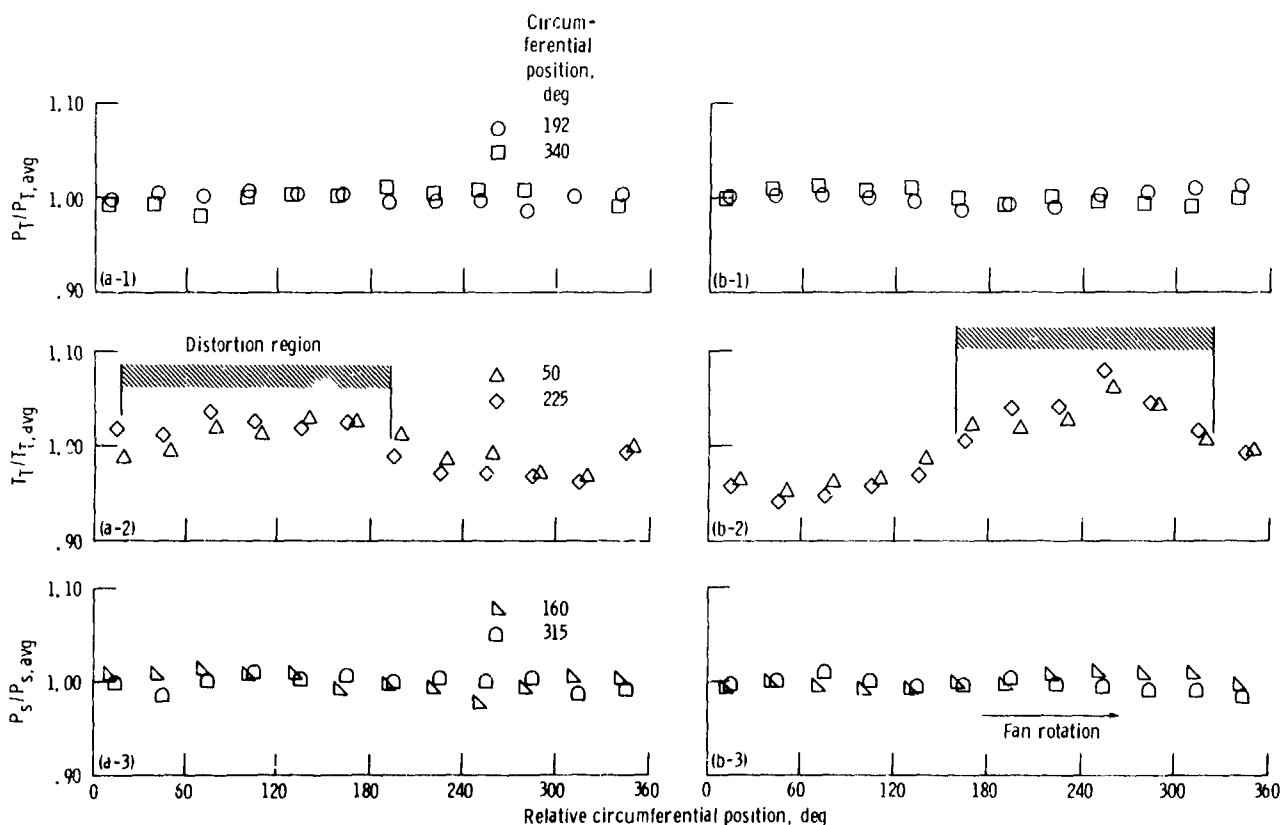 Circum-
ferential
position,
deg
192
340
1.10
1.00
.90
P_T/P_T,avg
(a-1)
(b-1)
Distortion region
50
225
1.10
1.00
.90
T_T/T_T,avg
(a-2)
(b-2)
160
315
1.10
1.00
.90
P_S/P_S,avg
(a-3)
(b-3)
Fan rotation
0 60 120 180 240 300 360
0 60 120 180 240 300 360
Relative circumferential position, deg